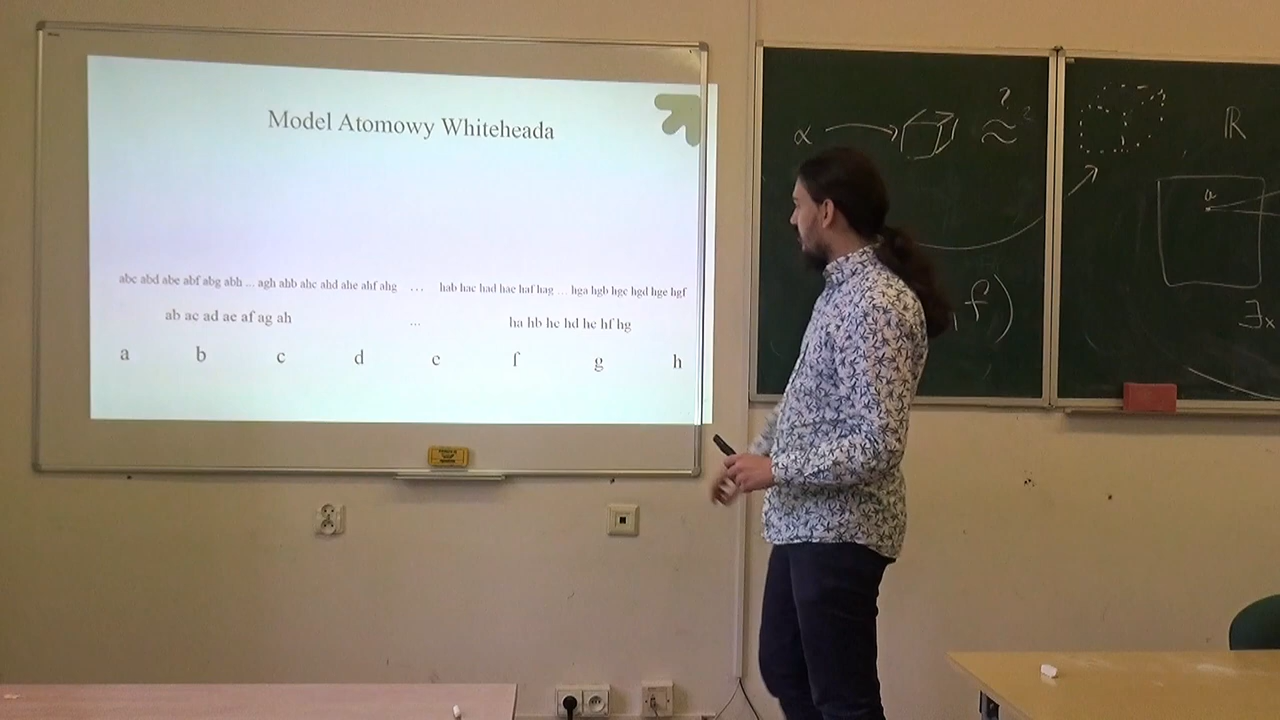 Model Atomowy Whiteheada
abc abd abe abf abg abh ... agh ahb ahc ahd ahe ahf ahg ... hab hac had hae haf hag ... hga hgb hgc hgd hge hgf
ab ac ad ae af ag ah ... ha hb hc hd he hf hg
a b c d e f g h
α ?
≈ 2
, f)
ℝ
a
∃x